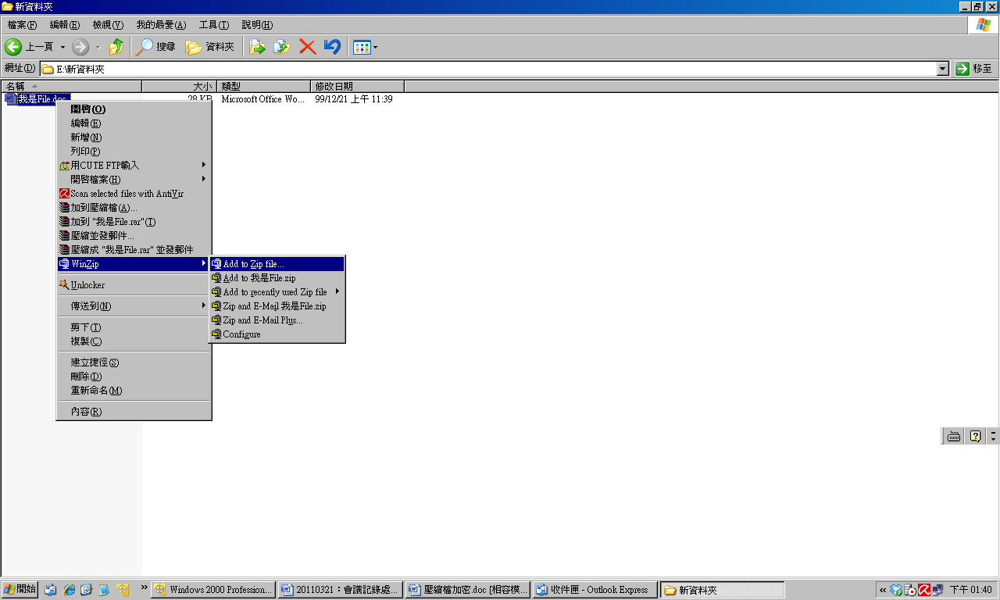 新資料夾
檔案(F) 編輯(E) 檢視(V) 我的最愛(A) 工具(T) 說明(H)
上一頁 搜尋 資料夾
網址(D) E:\新資料夾 移至
名稱 大小 類型 修改日期
我是File.doc 28 KB Microsoft Office Wo... 99/12/21 上午 11:39
開啓(O)
編輯(E)
新增(N)
列印(P)
用CUTE FTP輸入
開啓檔案(H)
Scan selected files with AntiVir
加到壓縮檔(A)...
加到 "我是File.rar"(T)
壓縮並發郵件...
壓縮成 "我是File.rar" 並發郵件
WinZip
Unlocker
傳送到(N)
剪下(T)
複製(C)
建立捷徑(S)
刪除(D)
重新命名(M)
內容(R)
Add to Zip file...
Add to 我是File.zip
Add to recently used Zip file
Zip and E-Mail 我是File.zip
Zip and E-Mail Plus...
Configure
開始 Windows 2000 Profession... 20110321：會議記錄處... 壓縮檔加密.doc [相容模... 收件匣 - Outlook Express 新資料夾 下午 01:40